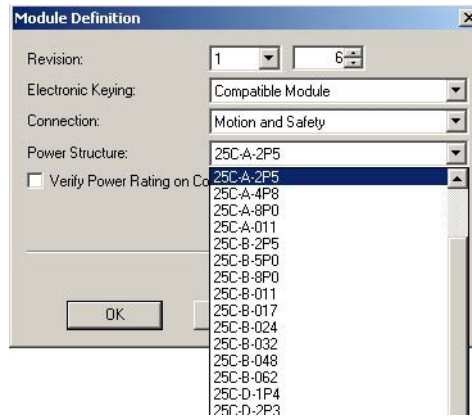 Module Definition
Revision: 1 6
Electronic Keying: Compatible Module
Connection: Motion and Safety
Power Structure: 25C-A-2P5
Verify Power Rating on Co
25C-A-2P5
25C-A-4P8
25C-A-8P0
25C-A-011
25C-B-2P5
25C-B-5P0
25C-B-8P0
25C-B-011
25C-B-017
25C-B-024
25C-B-032
25C-B-048
25C-B-062
25C-D-1P4
25C-D-2P3
OK